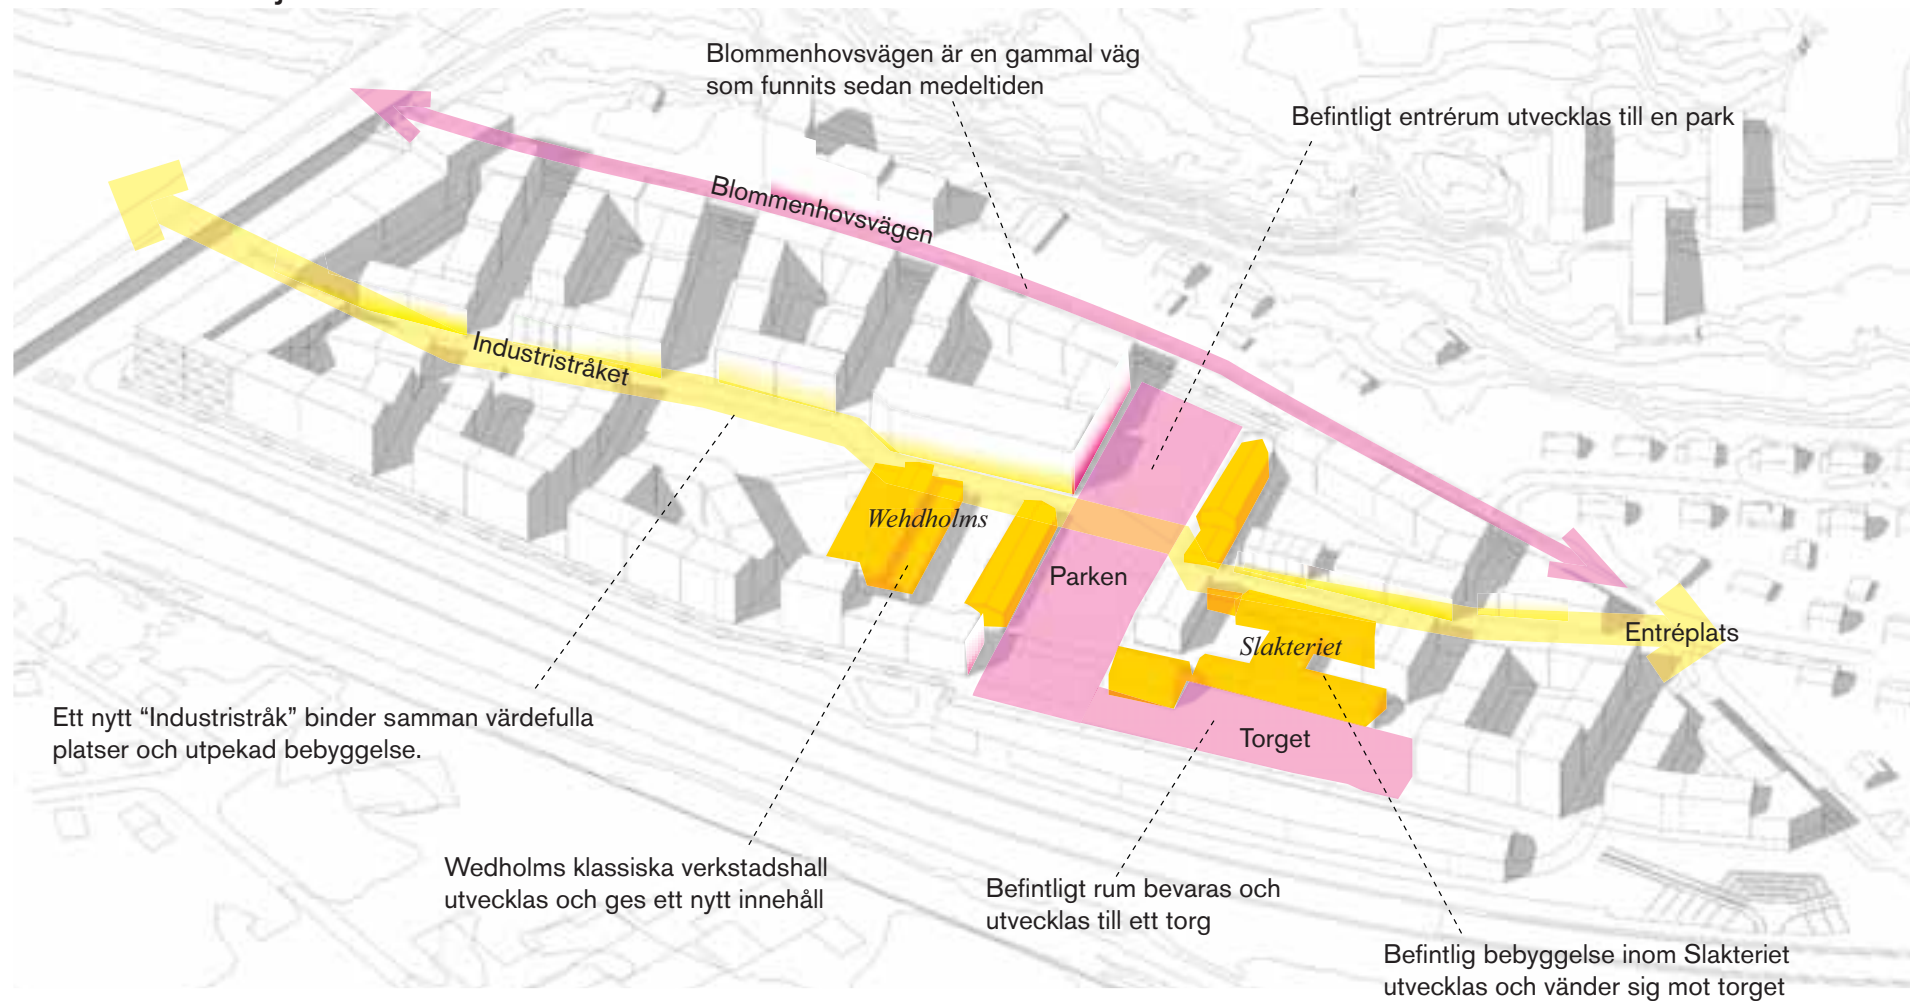 Blommenhovsvägen är en gammal väg
som funnits sedan medeltiden
Befintligt entrérum utvecklas till en park
Blommenhovsvägen
Industristråket
Wehdholms
Parken
Slakteriet
Entréplats
Torget
Ett nytt “Industristråk” binder samman värdefulla
platser och utpekad bebyggelse.
Wedholms klassiska verkstadshall
utvecklas och ges ett nytt innehåll
Befintligt rum bevaras och
utvecklas till ett torg
Befintlig bebyggelse inom Slakteriet
utvecklas och vänder sig mot torget